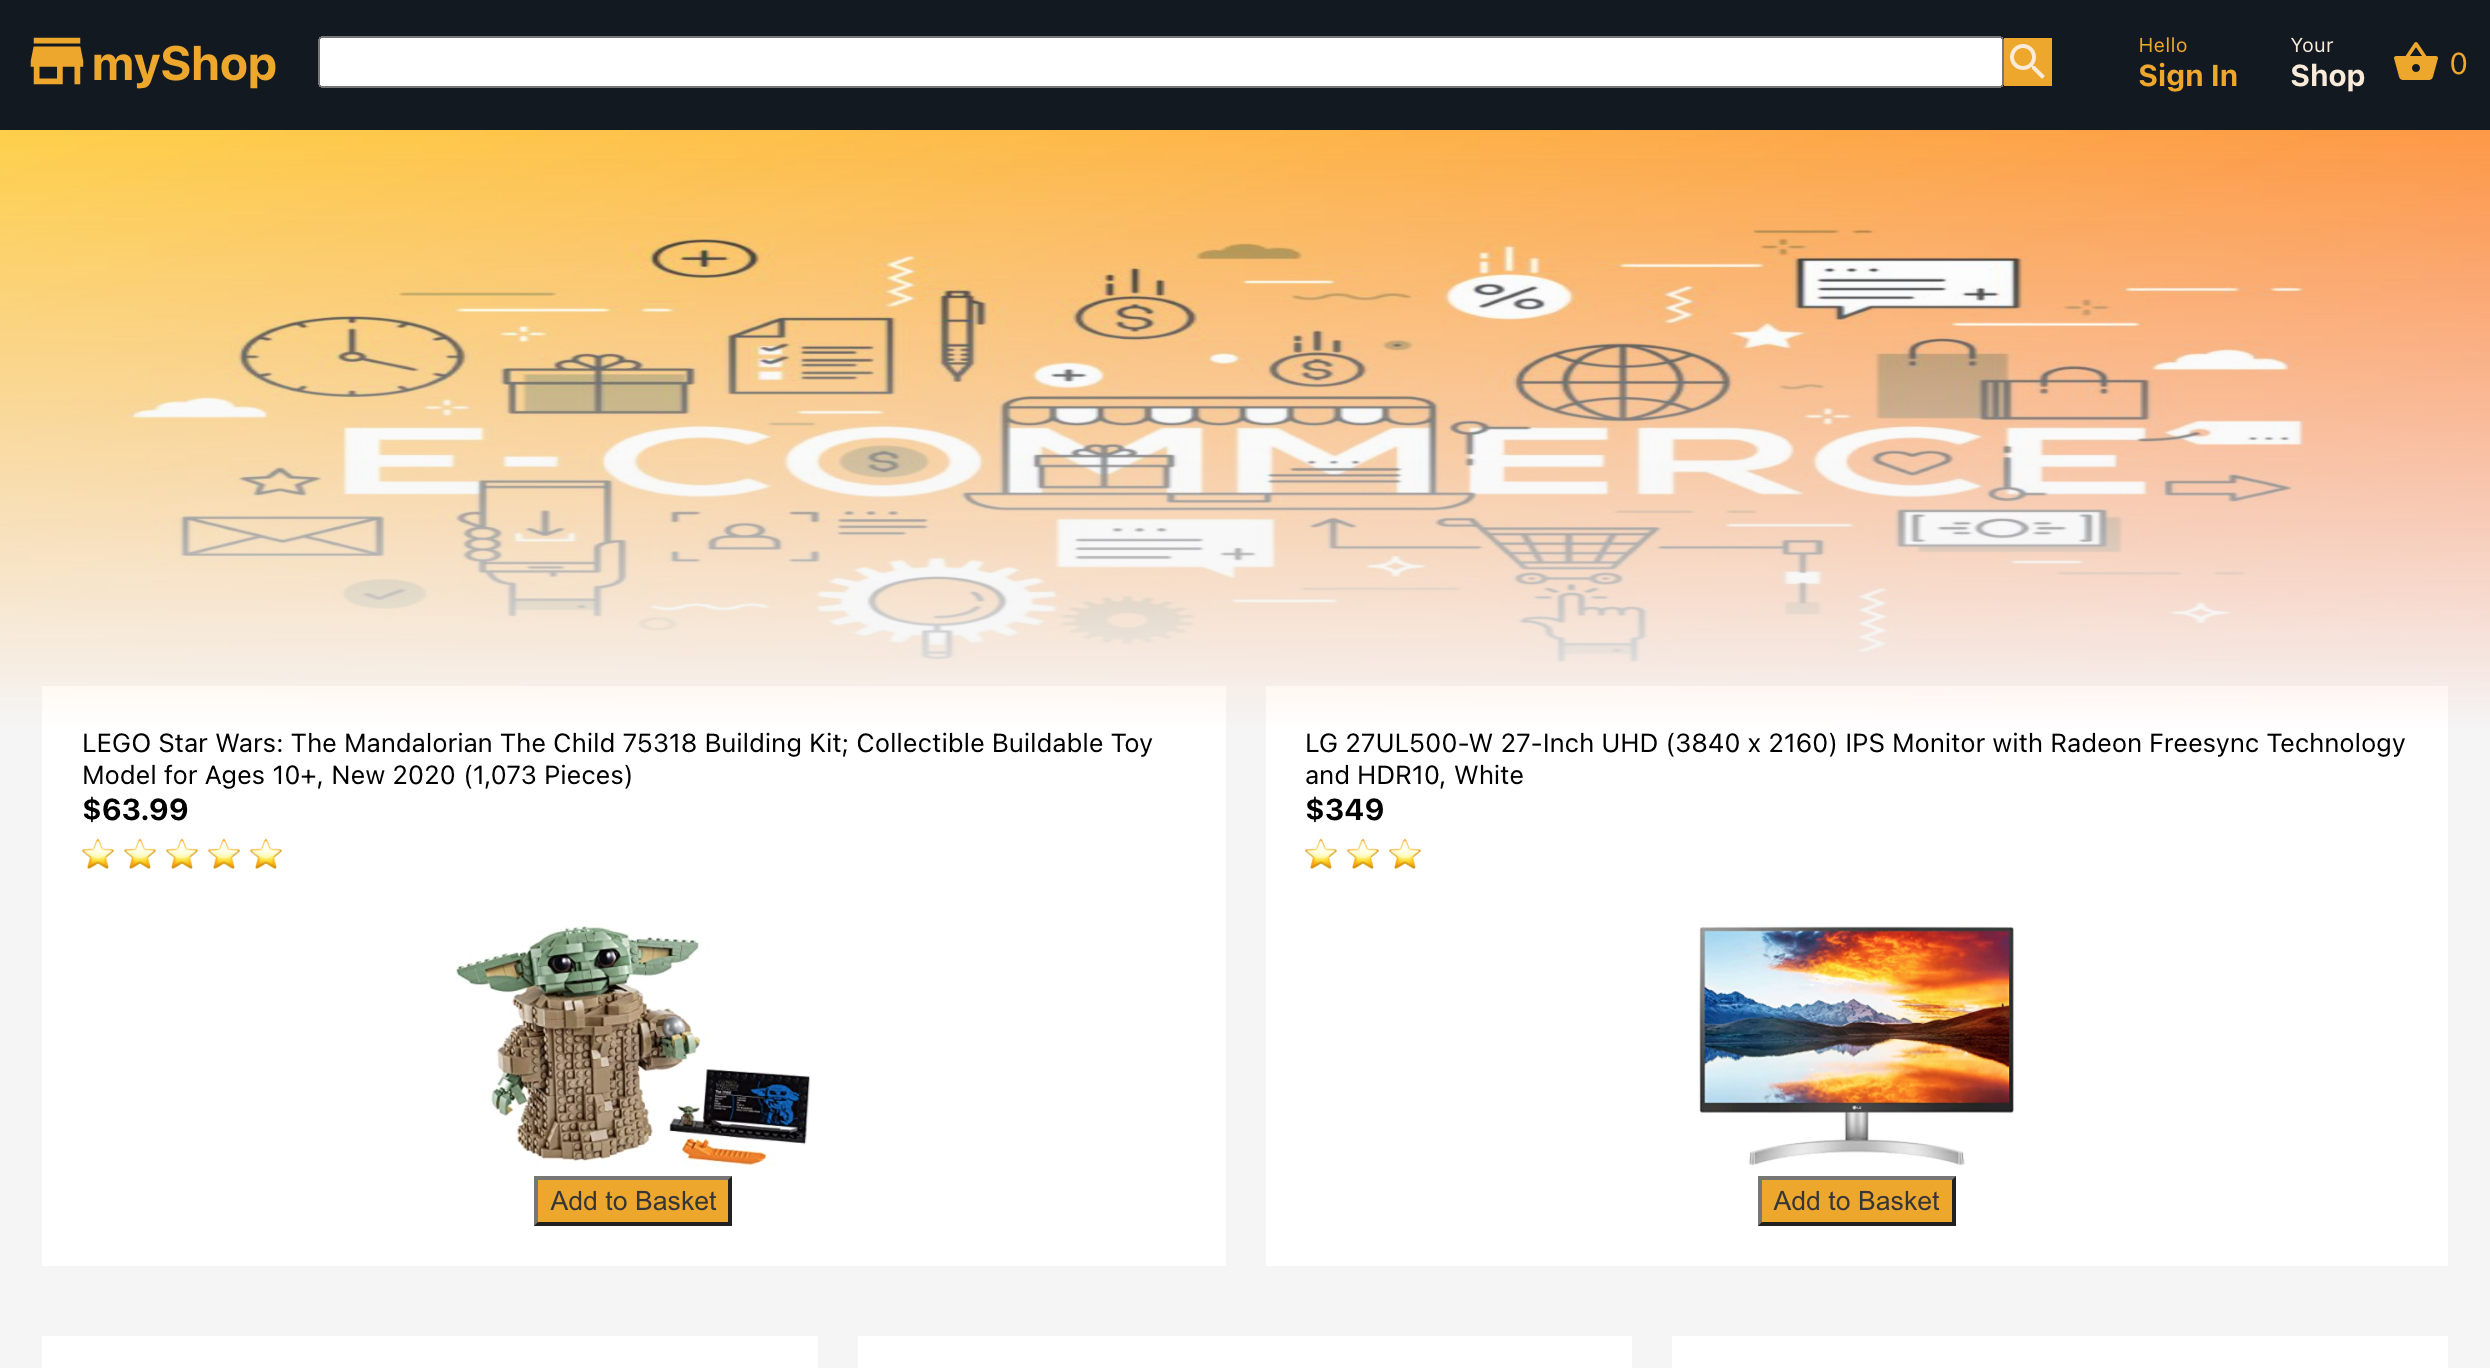 myShop
Hello
Sign In
Your
Shop
0
$
%
$
E-COMMERCE
$
LEGO Star Wars: The Mandalorian The Child 75318 Building Kit; Collectible Buildable Toy
Model for Ages 10+, New 2020 (1,073 Pieces)
$63.99
LG 27UL500-W 27-Inch UHD (3840 x 2160) IPS Monitor with Radeon Freesync Technology
and HDR10, White
$349
Add to Basket
Add to Basket